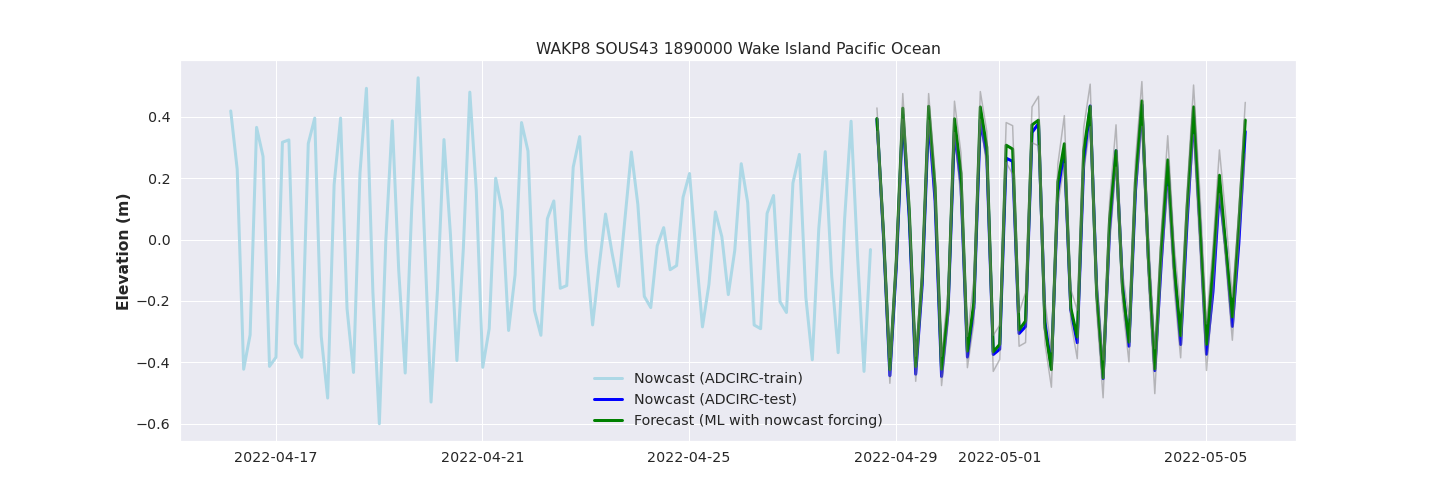 WAKP8 SOUS43 1890000 Wake Island Pacific Ocean
Elevation (m)
0.4
0.2
0.0
−0.2
−0.4
−0.6
Nowcast (ADCIRC-train)
Nowcast (ADCIRC-test)
Forecast (ML with nowcast forcing)
2022-04-17
2022-04-21
2022-04-25
2022-04-29
2022-05-01
2022-05-05